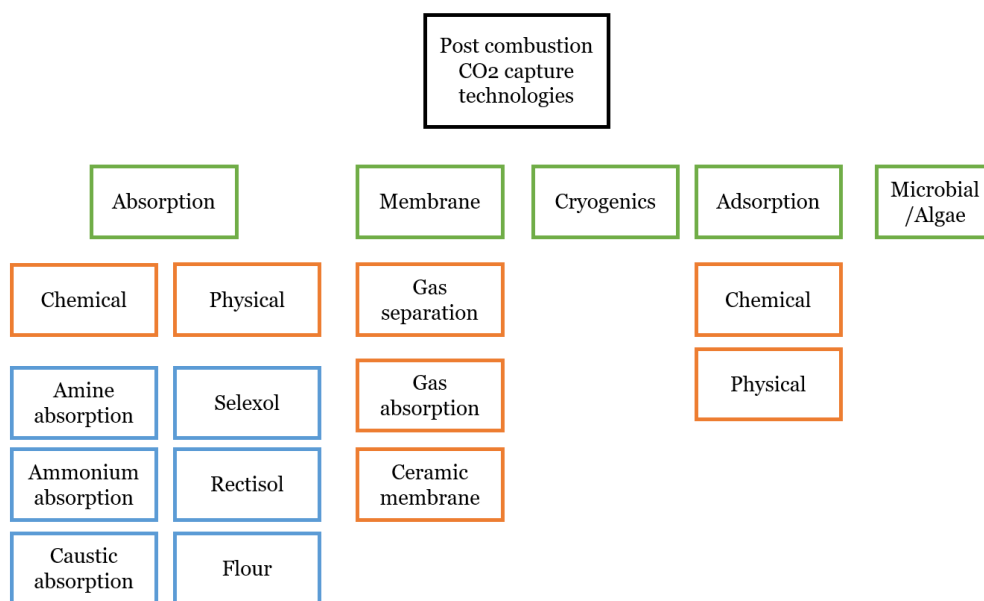 Post combustion
CO2 capture
technologies
Absorption
Membrane
Cryogenics
Adsorption
Microbial
/Algae
Chemical
Physical
Gas
separation
Chemical
Amine
absorption
Selexol
Gas
absorption
Physical
Ammonium
absorption
Rectisol
Ceramic
membrane
Caustic
absorption
Flour